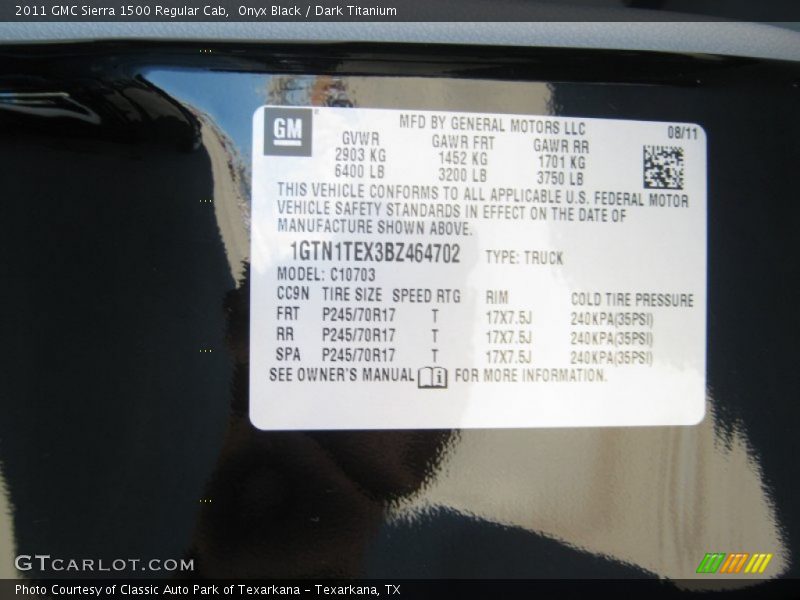 2011 GMC Sierra 1500 Regular Cab, Onyx Black / Dark Titanium
GM
MFD BY GENERAL MOTORS LLC 08/11
GVWR GAWR FRT GAWR RR
2903 KG 1452 KG 1701 KG
6400 LB 3200 LB 3750 LB
THIS VEHICLE CONFORMS TO ALL APPLICABLE U.S. FEDERAL MOTOR
VEHICLE SAFETY STANDARDS IN EFFECT ON THE DATE OF
MANUFACTURE SHOWN ABOVE.
1GTN1TEX3BZ464702 TYPE: TRUCK
MODEL: C10703
CC9N TIRE SIZE SPEED RTG RIM COLD TIRE PRESSURE
FRT P245/70R17 T 17X7.5J 240KPA(35PSI)
RR P245/70R17 T 17X7.5J 240KPA(35PSI)
SPA P245/70R17 T 17X7.5J 240KPA(35PSI)
SEE OWNER'S MANUAL FOR MORE INFORMATION.
GTCARLOT.COM
Photo Courtesy of Classic Auto Park of Texarkana - Texarkana, TX